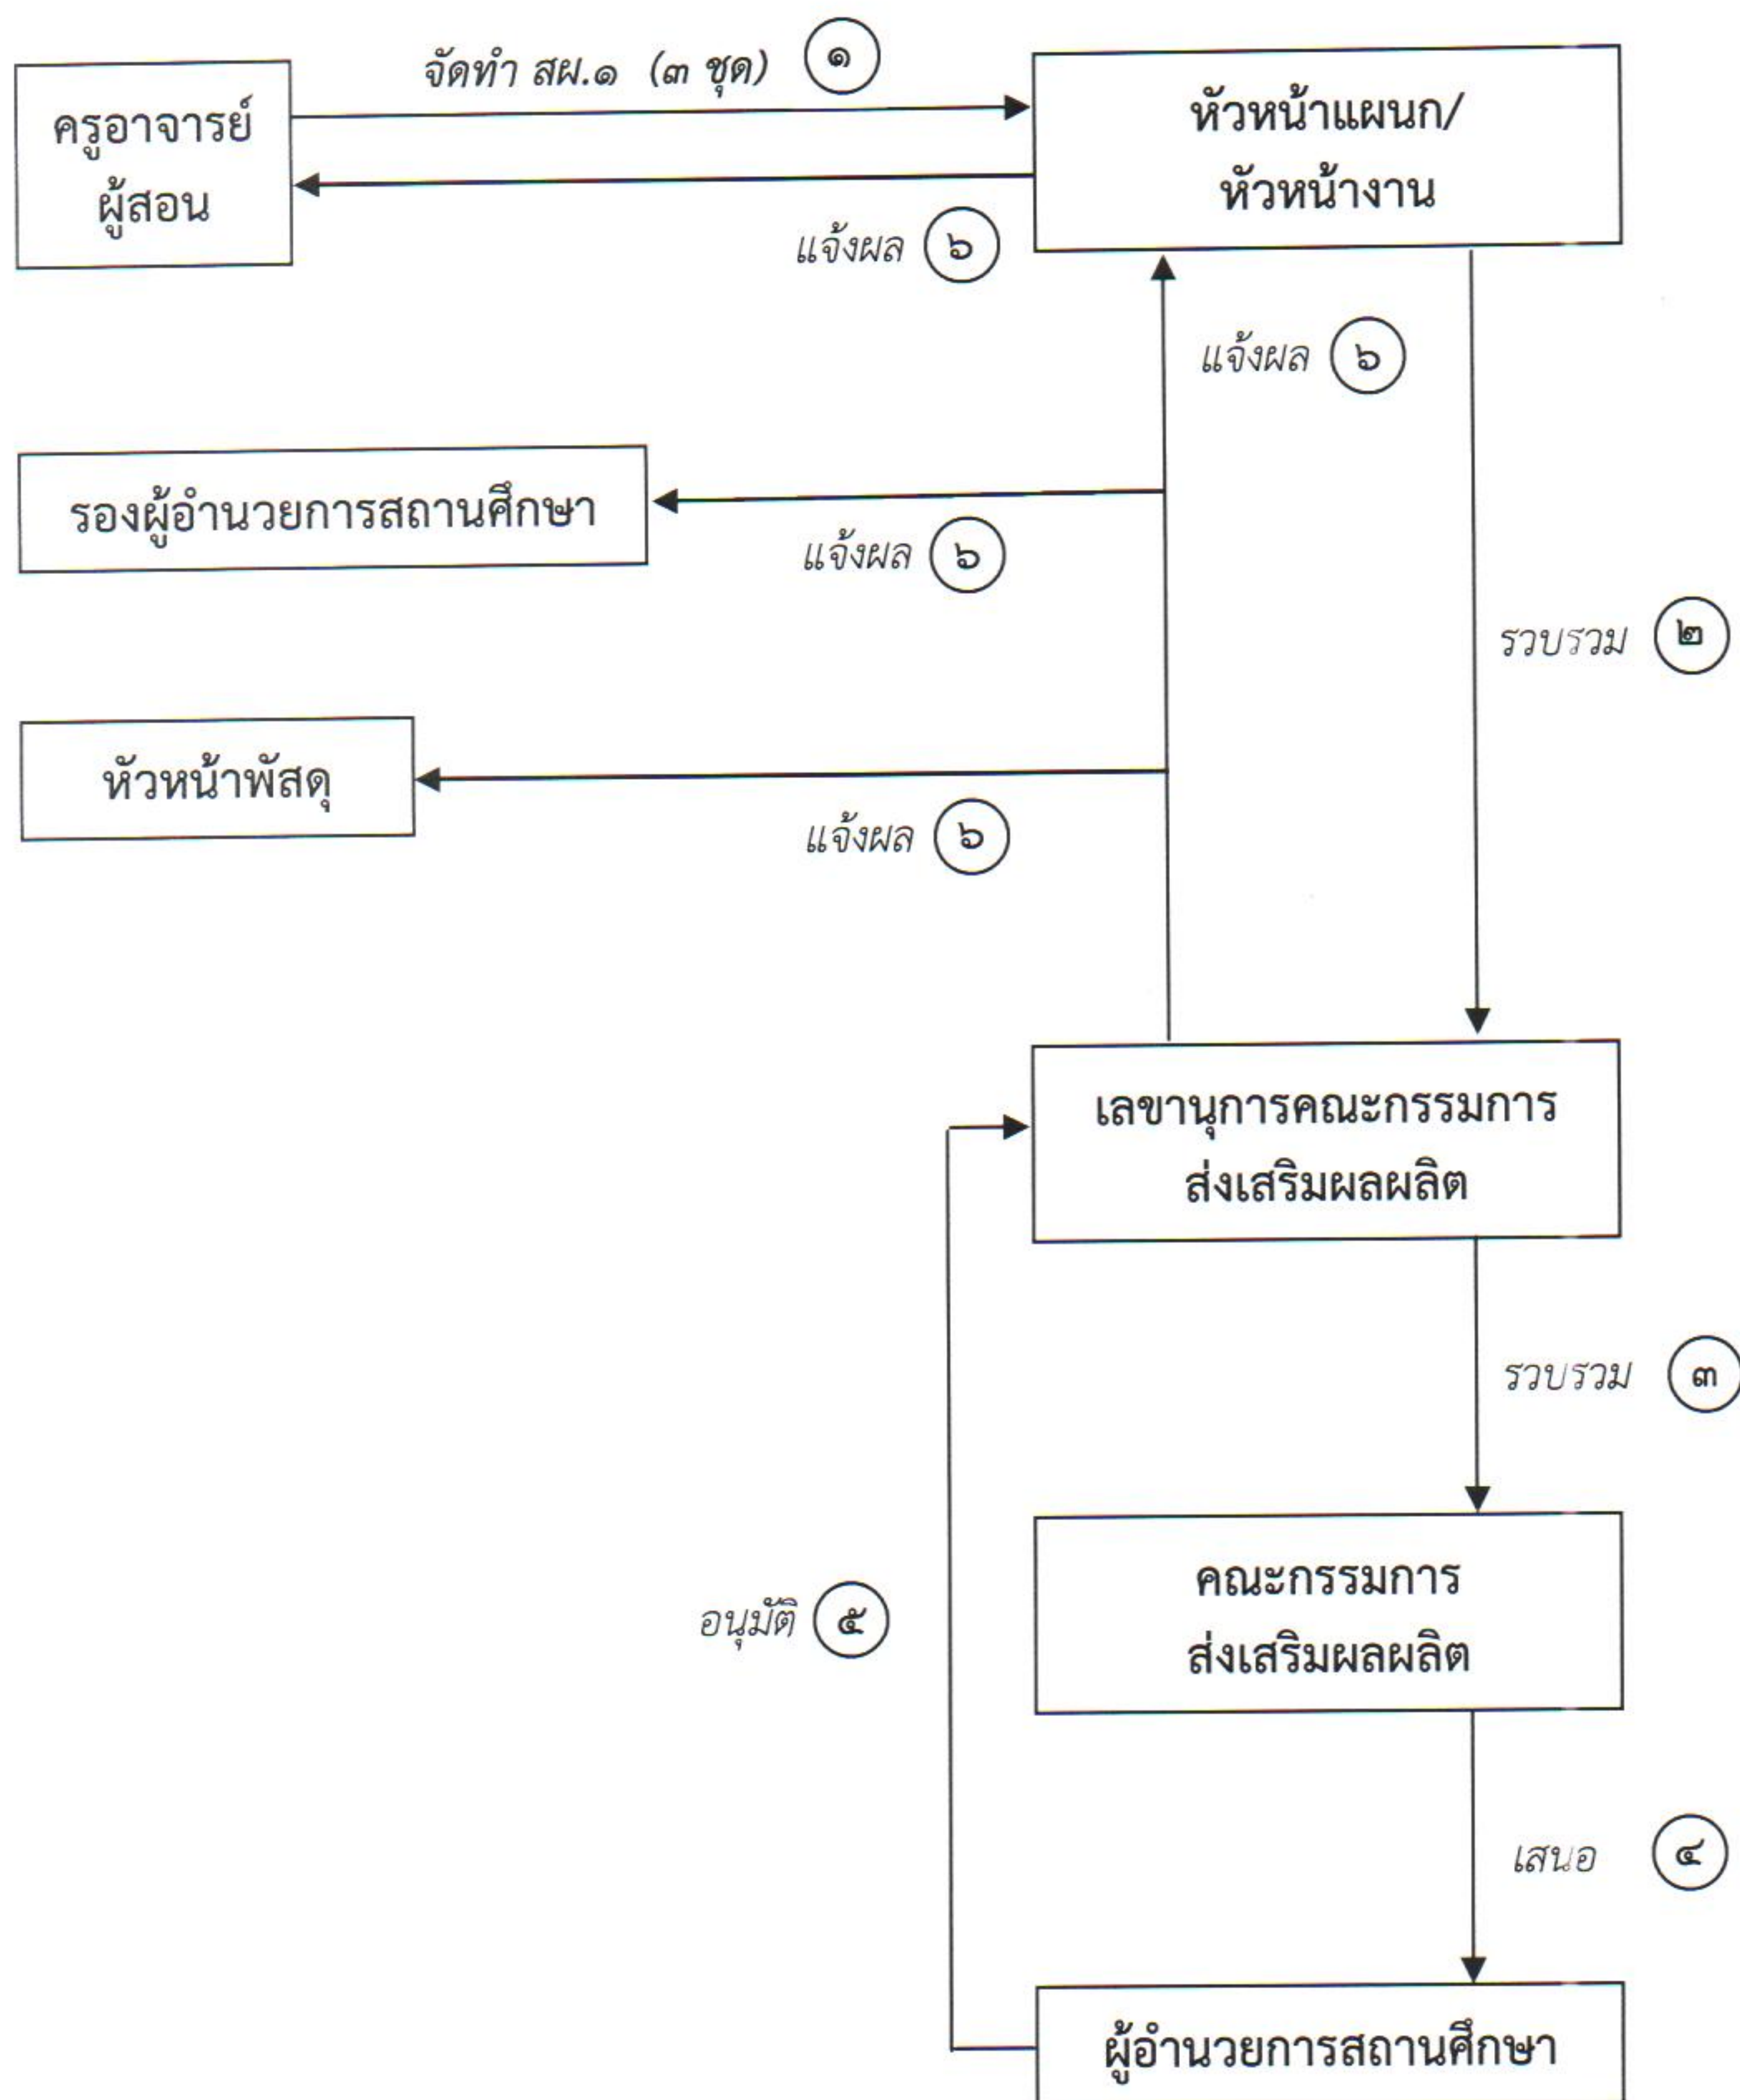 จัดทำ สผ.๑ (๓ ชุด) ๑
ครูอาจารย์
ผู้สอน
หัวหน้าแผนก/
หัวหน้างาน
แจ้งผล ๖
แจ้งผล ๖
รองผู้อำนวยการสถานศึกษา
แจ้งผล ๖
รวบรวม ๒
หัวหน้าพัสดุ
แจ้งผล ๖
เลขานุการคณะกรรมการ
ส่งเสริมผลผลิต
รวบรวม ๓
คณะกรรมการ
ส่งเสริมผลผลิต
อนุมัติ ๕
เสนอ ๔
ผู้อำนวยการสถานศึกษา